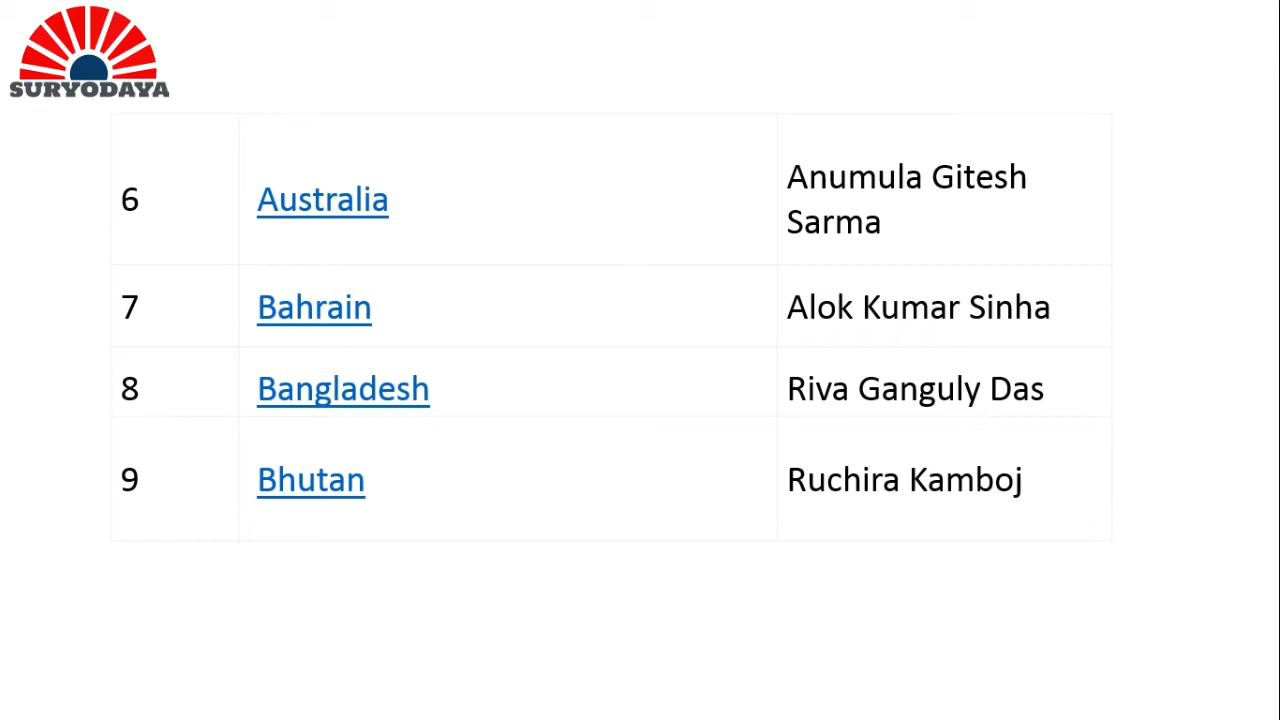 SURYODAYA
6 Australia Anumula Gitesh
Sarma
7 Bahrain Alok Kumar Sinha
8 Bangladesh Riva Ganguly Das
9 Bhutan Ruchira Kamboj